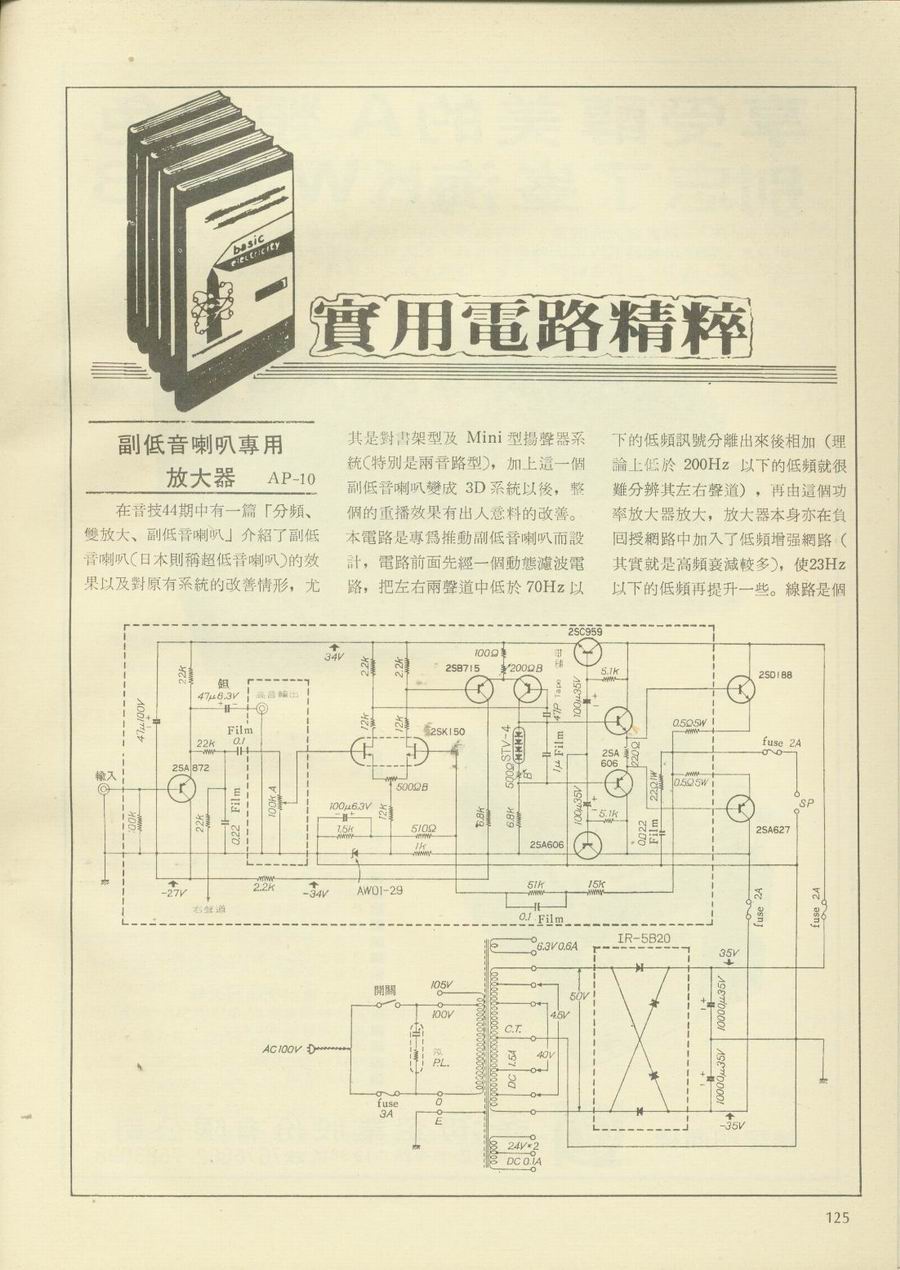 basic
electricity
實用電路精粹
副低音喇叭專用
放大器 AP-10
在音技44期中有一篇「分頻、
雙放大、副低音喇叭」介紹了副低
音喇叭(日本則稱超低音喇叭)的效
果以及對原有系統的改善情形，尤
其是對書架型及 Mini 型揚聲器系
統(特別是兩音路型)，加上這一個
副低音喇叭變成 3D 系統以後，整
個的重播效果有出人意料的改善。
本電路是專爲推動副低音喇叭而設
計，電路前面先經一個動態濾波電
路，把左右兩聲道中低於 70Hz 以
下的低頻訊號分離出來後相加（理
論上低於 200Hz 以下的低頻就很
難分辨其左右聲道），再由這個功
率放大器放大，放大器本身亦在負
回授網路中加入了低頻增强網路（
其實就是高頻衰減較多），使23Hz
以下的低頻再提升一些。線路是個
2SC959
34V
22k
2.2k
2.2k
100Ω
2SB715
200ΩB
5.1k
2SD188
鉭
47μ6.3V
47μ100V
高音輸出
100μ35V
47P
Tape
Film
0.1
22k
12k
12k
2SK150
STV-4
500ΩB
1μ Film
2SA
606
220Ω
0.5Ω5W
fuse 2A
2SA872
輸入
500ΩB
22Ω1W
0.5Ω5W
SP
100k
22k
0.22
Film
100kA
100μ6.3V
12k
1.5k
510Ω
1k
6.8k
6.8k
100μ35V
5.1k
2SA606
0.022
Film
2SA627
-27V
2.2k
-34V
AW01-29
51k
15k
右聲道
0.1 Film
fuse 2A
fuse 2A
6.3V0.6A
IR-5B20
35V
開關
105V
100V
50V
45V
C.T.
40V
DC 1.5A
AC100V
P.L.
10000μ35V
10000μ35V
fuse
3A
0
E
-35V
24V×2
DC0.1A
125